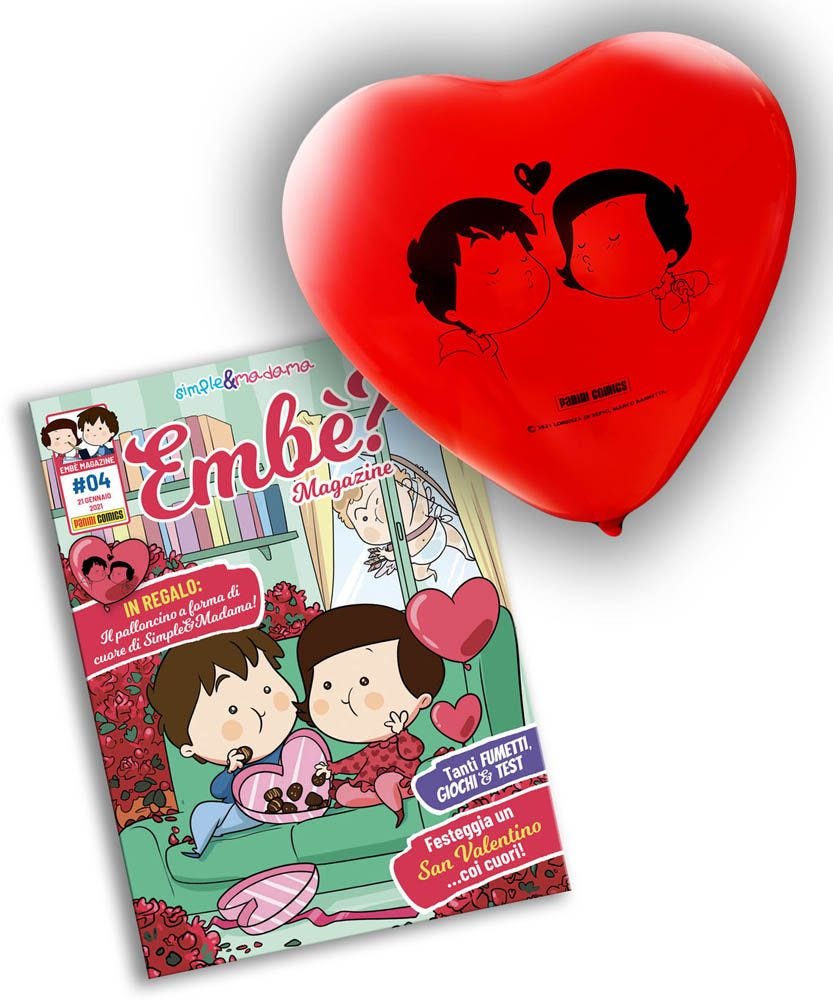 PANINI COMICS
simple&madama
Embè?
Magazine
EMBÈ MAGAZINE
#04
21 GENNAIO
2021
PANINI COMICS
IN REGALO:
Il palloncino a forma di
cuore di Simple&Madama!
Tanti FUMETTI,
GIOCHI & TEST
Festeggia un
San Valentino
...coi cuori!